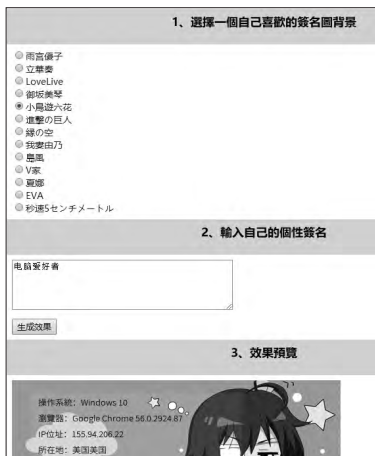 1、選擇一個自己喜歡的簽名圖背景
雨宮優子
立華奏
LoveLive
御坂美琴
小鳥遊六花
進擊の巨人
緣の空
我妻由乃
島風
V家
夏娜
EVA
秒速5センチメートル
2、輸入自己的個性簽名
电脑爱好者
生成效果
3、效果預覽
操作系統：Windows 10
瀏覽器：Google Chrome 56.0.2924.87
IP位址：155.94.206.22
所在地：美国美国